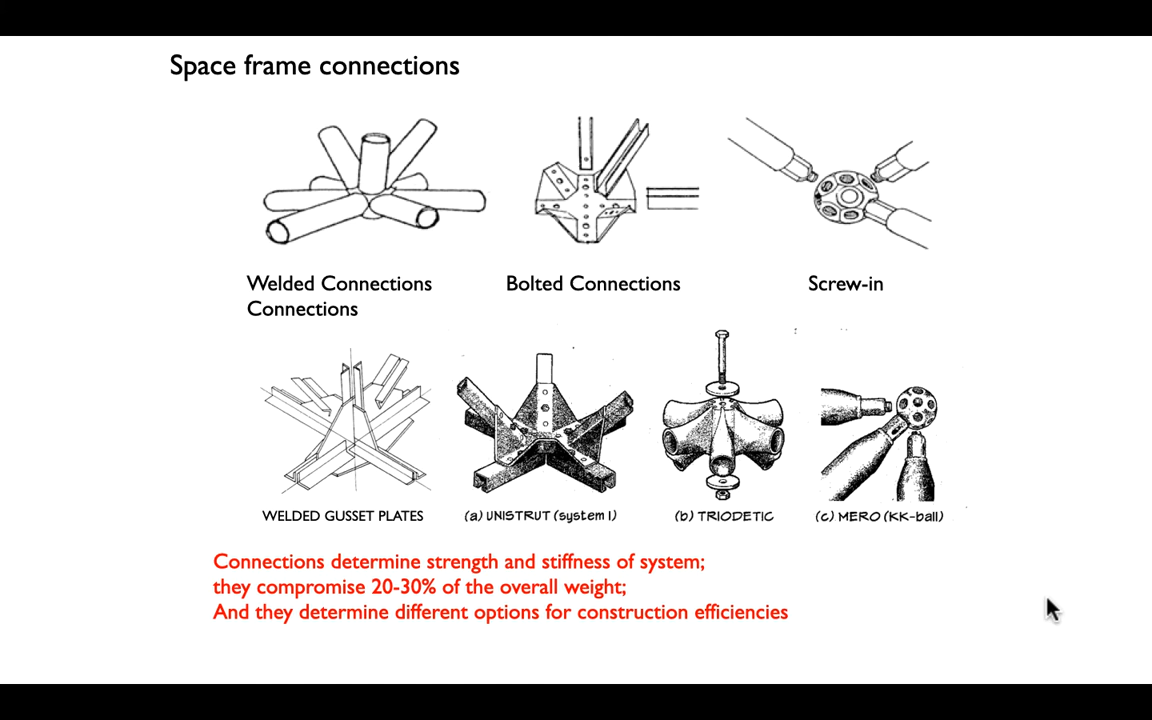 Space frame connections
Welded Connections
Connections
Bolted Connections
Screw-in
WELDED GUSSET PLATES
(a) UNISTRUT (system I)
(b) TRIODETIC
(c) MERO (KK-ball)
Connections determine strength and stiffness of system;
they compromise 20-30% of the overall weight;
And they determine different options for construction efficiencies